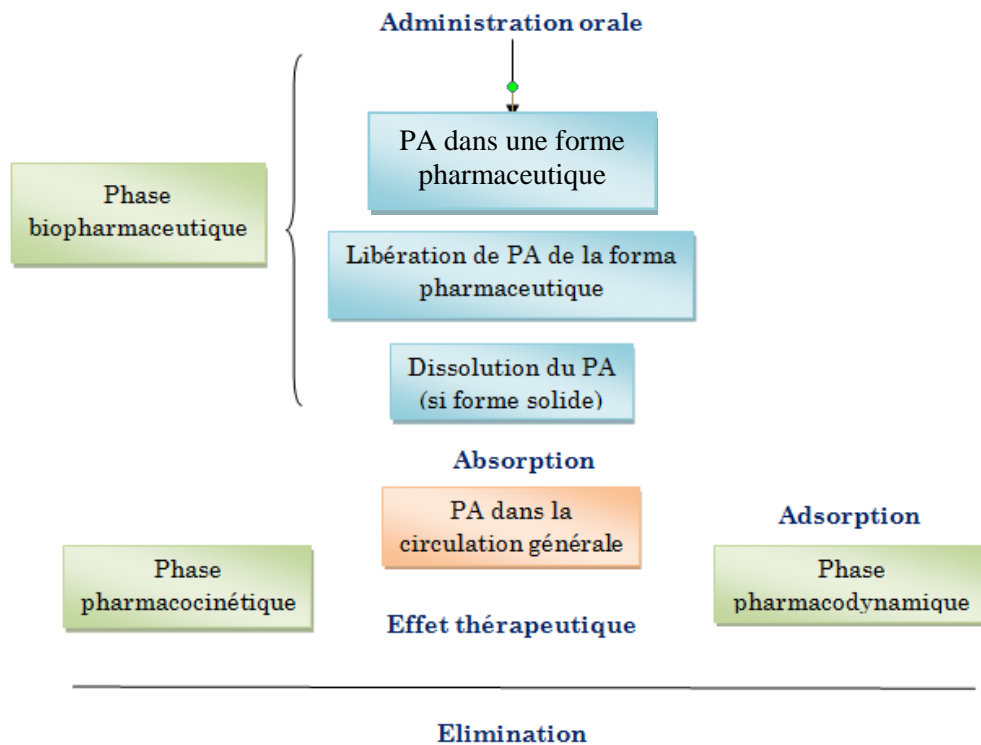 Administration orale
PA dans une forme
pharmaceutique
Phase
biopharmaceutique
Libération de PA de la forma
pharmaceutique
Dissolution du PA
(si forme solide)
Absorption
PA dans la
circulation générale
Adsorption
Phase
pharmacocinétique
Phase
pharmacodynamique
Effet thérapeutique
Elimination